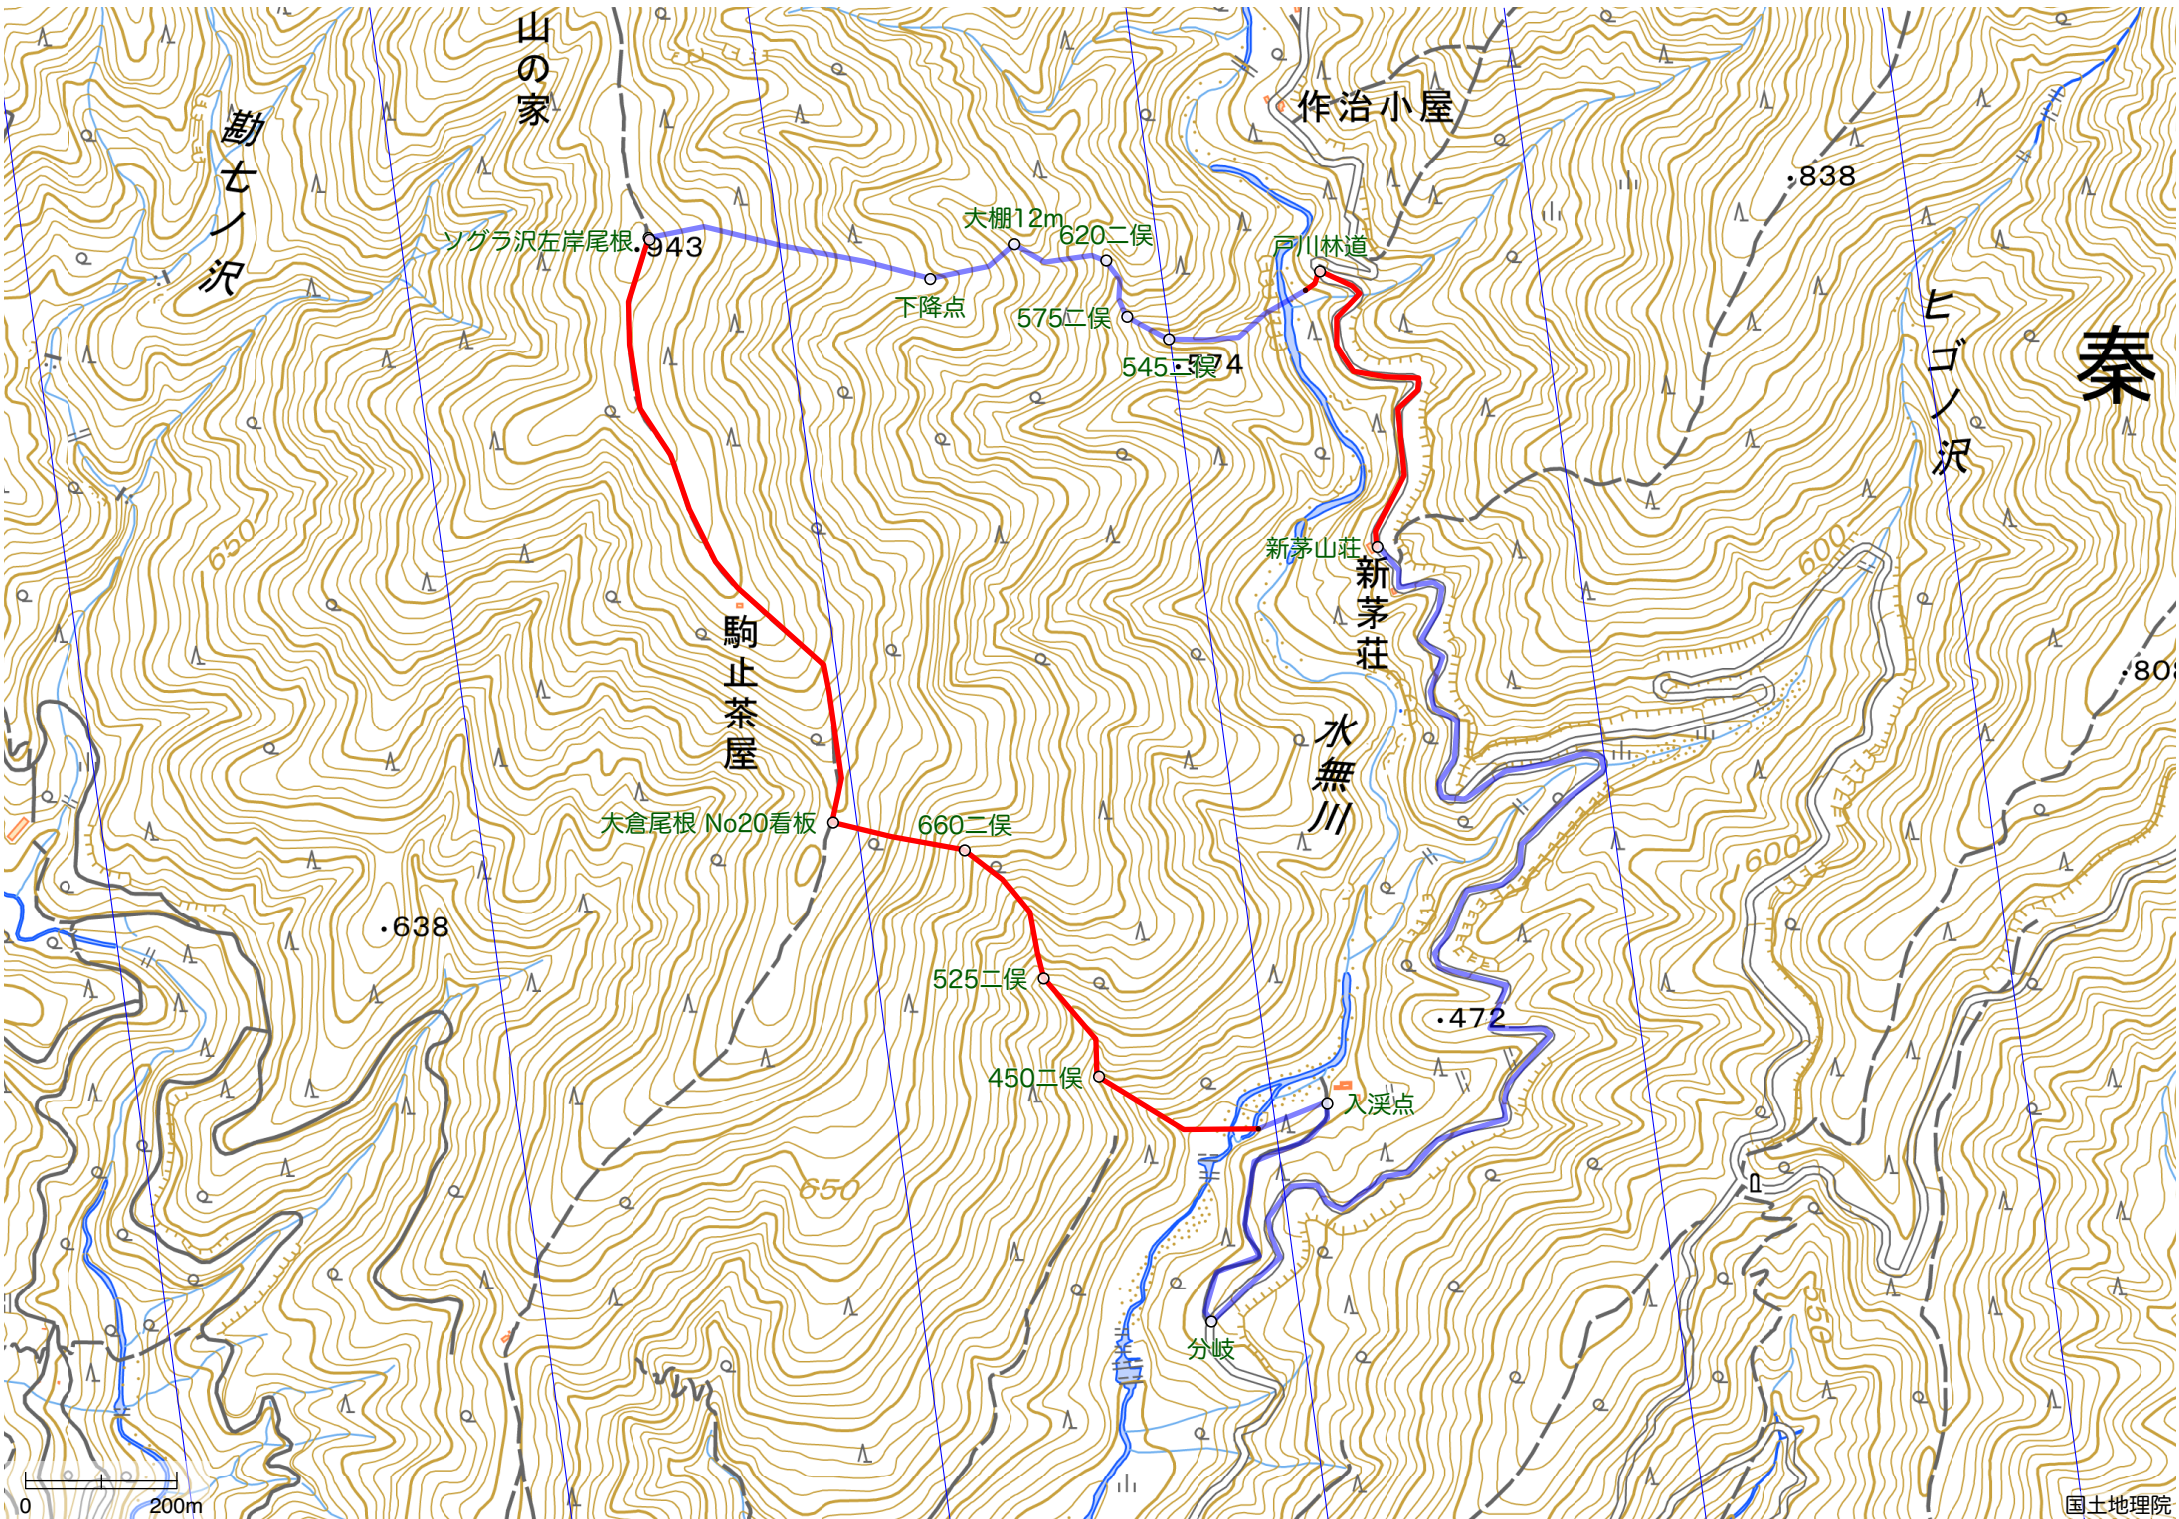 山の家
作治小屋
勘七ノ沢
838
大棚12m
620二俣
ソグラ沢左岸尾根
943
戸川林道
下降点
575二俣
545二俣
574
ヒゴノ沢
秦
新茅山荘
新茅荘
650
600
駒止茶屋
808
水無川
大倉尾根 No20看板
660二俣
600
638
525二俣
472
450二俣
入渓点
650
550
分岐
0
200m
国土地理院